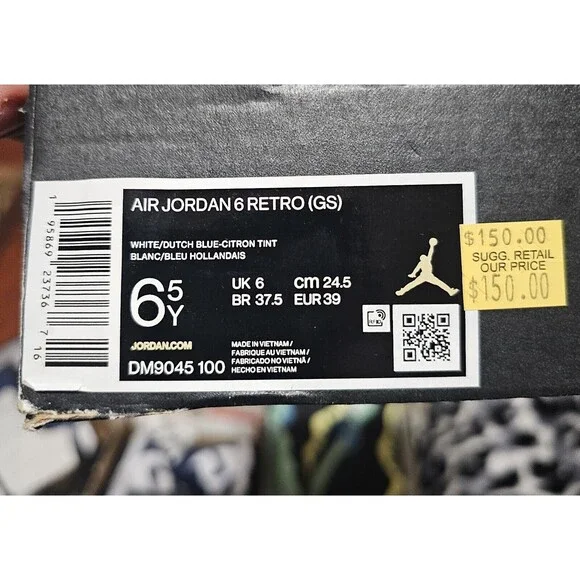 AIR JORDAN 6 RETRO (GS)
WHITE/DUTCH BLUE-CITRON TINT
BLANC/BLEU HOLLANDAIS
6 5 Y
UK 6 CM 24.5
BR 37.5 EUR 39
JORDAN.COM
DM9045 100
MADE IN VIETNAM /
FABRIQUE AU VIETNAM /
FABRICADO NO VIETNÃ /
HECHO EN VIETNAM
1 95869 23736 7 16
$150.00
SUGG. RETAIL
OUR PRICE
$150.00